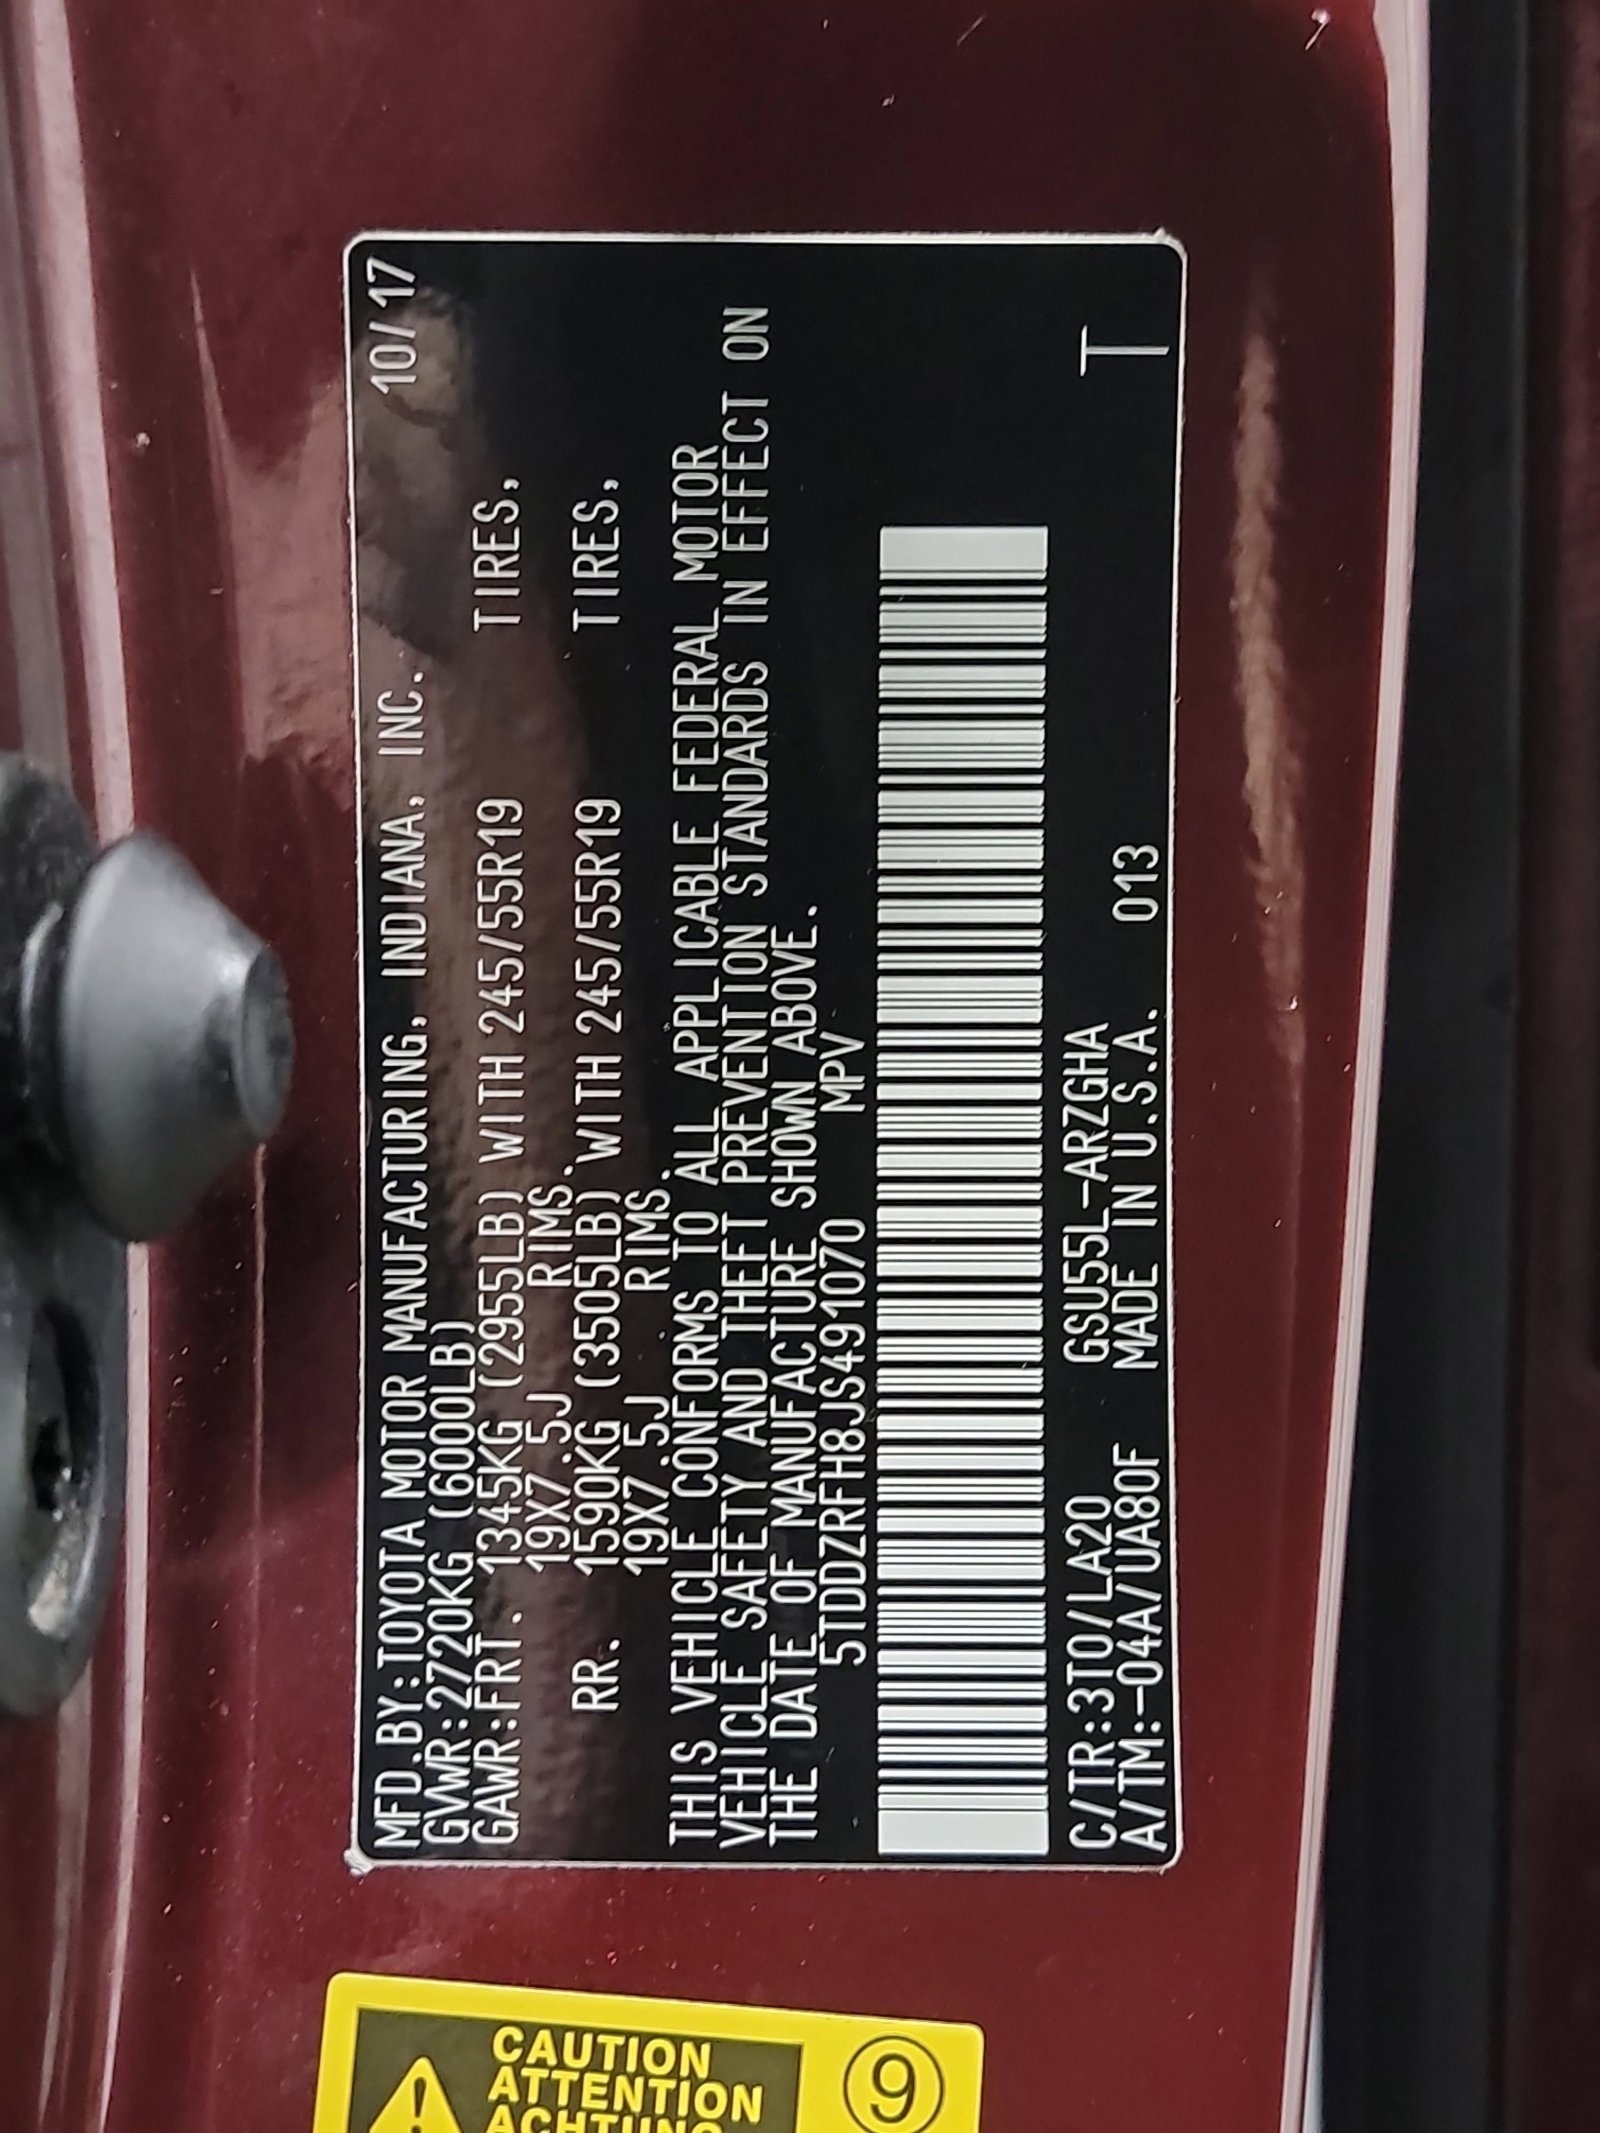 MFD.BY:TOYOTA MOTOR MANUFACTURING, INDIANA, INC. 10/17
GVWR:2720KG (6000LB)
GAWR:FRT. 1345KG (2955LB) WITH 245/55R19 TIRES,
19X7.5J RIMS.
RR. 1590KG (3505LB) WITH 245/55R19 TIRES,
19X7.5J RIMS.
THIS VEHICLE CONFORMS TO ALL APPLICABLE FEDERAL MOTOR
VEHICLE SAFETY AND THEFT PREVENTION STANDARDS IN EFFECT ON
THE DATE OF MANUFACTURE SHOWN ABOVE.
5TDDZRFH8JS491070 MPV
C/TR:3T0/LA20 GSU55L-ARZGHA
A/TM:-04A/UA80F MADE IN U.S.A. 013 T
CAUTION
ATTENTION
ACHTUNG
9